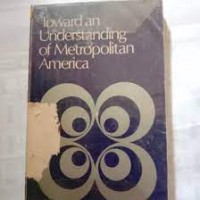 Toward an
Understanding
of Metropolitan
America